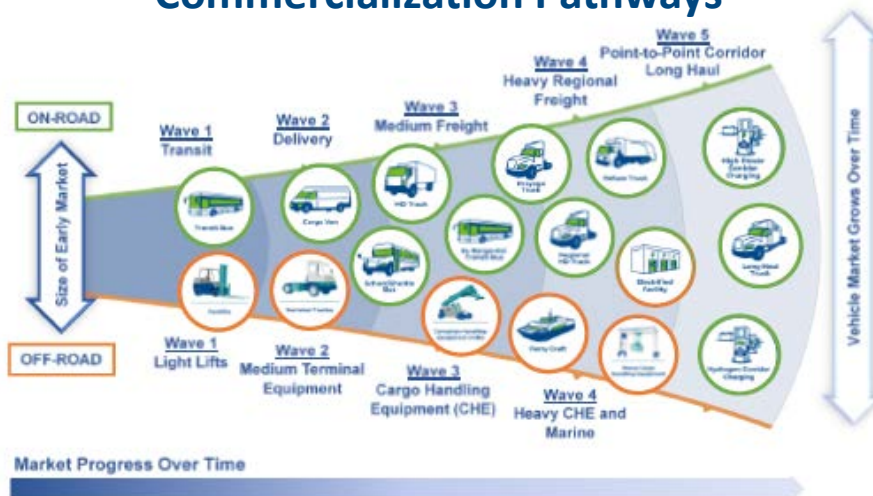 Commercialization Pathways
Wave 5
Point-to-Point Corridor
Long Haul
Wave 4
Heavy Regional
Freight
Wave 3
Medium Freight
Wave 2
Delivery
Wave 1
Transit
ON-ROAD
Size of Early Market
OFF-ROAD
Vehicle Market Grows Over Time
Transit Bus
Cargo Van
MD Truck
Drayage
Truck
Refuse Truck
High Power
Corridor
Charging
School/Shuttle
Bus
Transit Bus
Regional
HD Truck
Electrified
Facility
Long Haul
Truck
Forklifts
Terminal Tractor
Ferry Craft
Hydrogen Corridor
Charging
Wave 1
Light Lifts
Wave 2
Medium Terminal
Equipment
Wave 3
Cargo Handling
Equipment (CHE)
Wave 4
Heavy CHE and
Marine
Market Progress Over Time